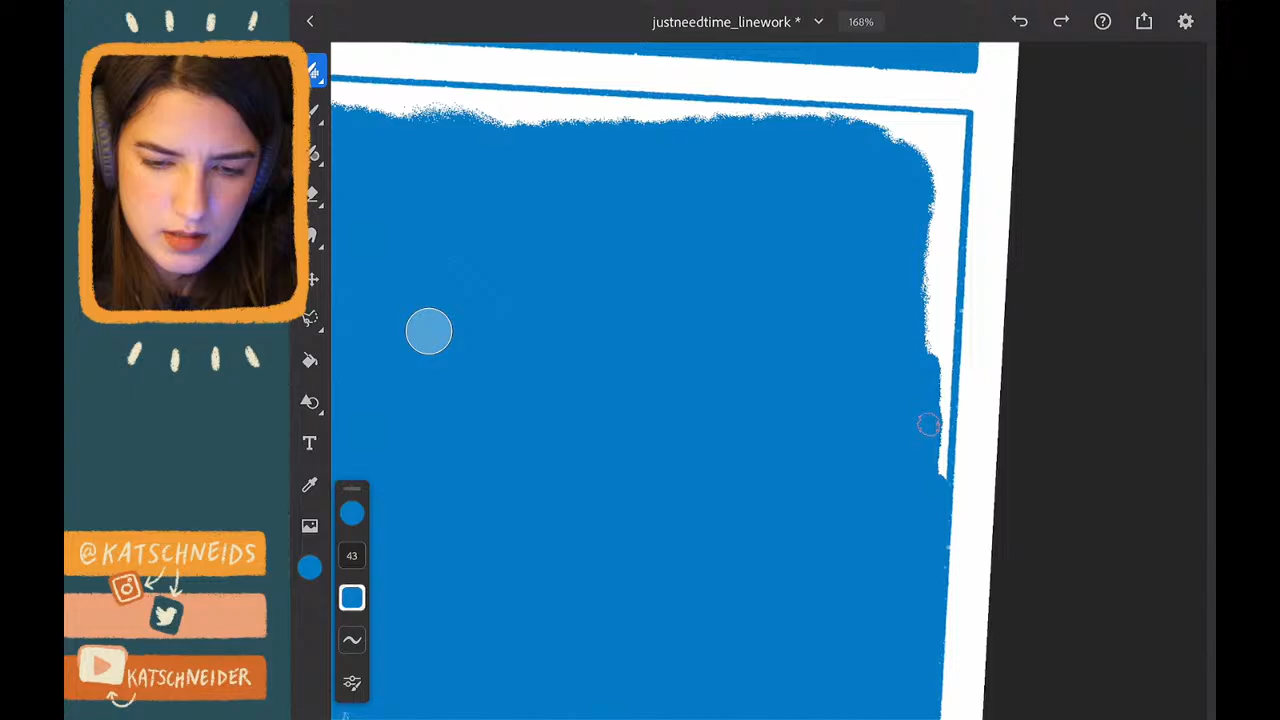 justneedtime_linework *
168%
T
43
@KATSCHNEIDS
KATSCHNEIDER